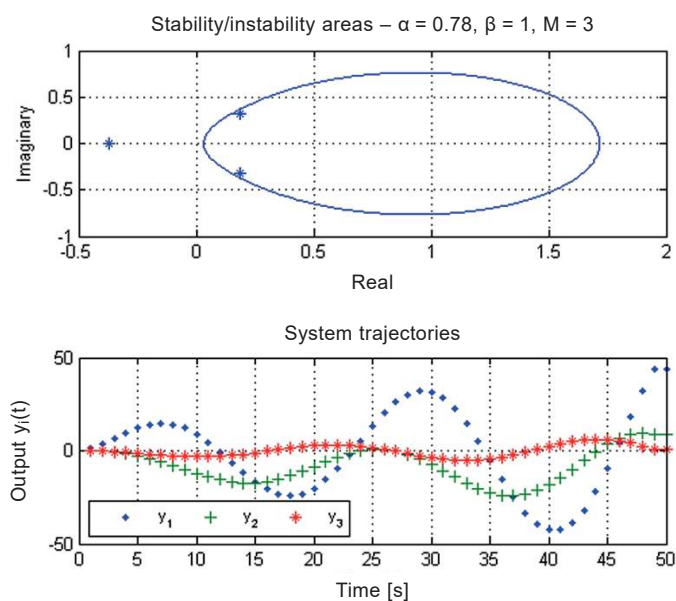 Stability/instability areas – α = 0.78, β = 1, M = 3
1
0.5
0
-0.5
-1
Imaginary
-0.5 0 0.5 1 1.5 2
Real
System trajectories
50
0
-50
Output yᵢ(t)
y₁ y₂ y₃
0 5 10 15 20 25 30 35 40 45 50
Time [s]